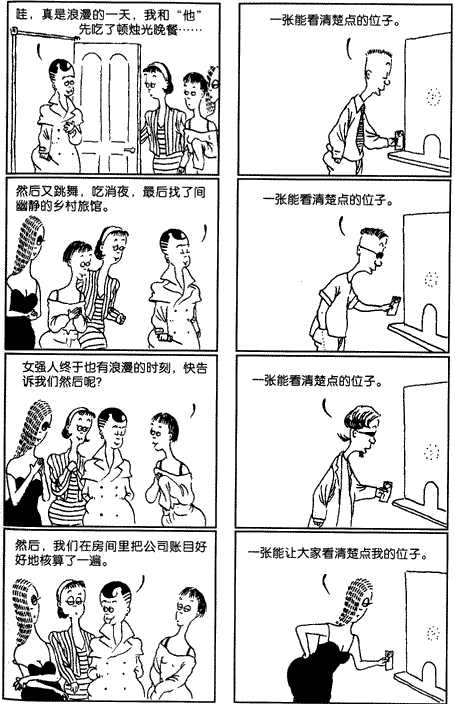 哇，真是浪漫的一天，我和“他”
先吃了顿烛光晚餐……
然后又跳舞，吃消夜，最后找了间
幽静的乡村旅馆。
女强人终于也有浪漫的时刻，快告
诉我们然后呢？
然后，我们在房间里把公司账目好
好地核算了一遍。
一张能看清楚点的位子。
一张能看清楚点的位子。
一张能看清楚点的位子。
一张能让大家看清楚点我的位子。